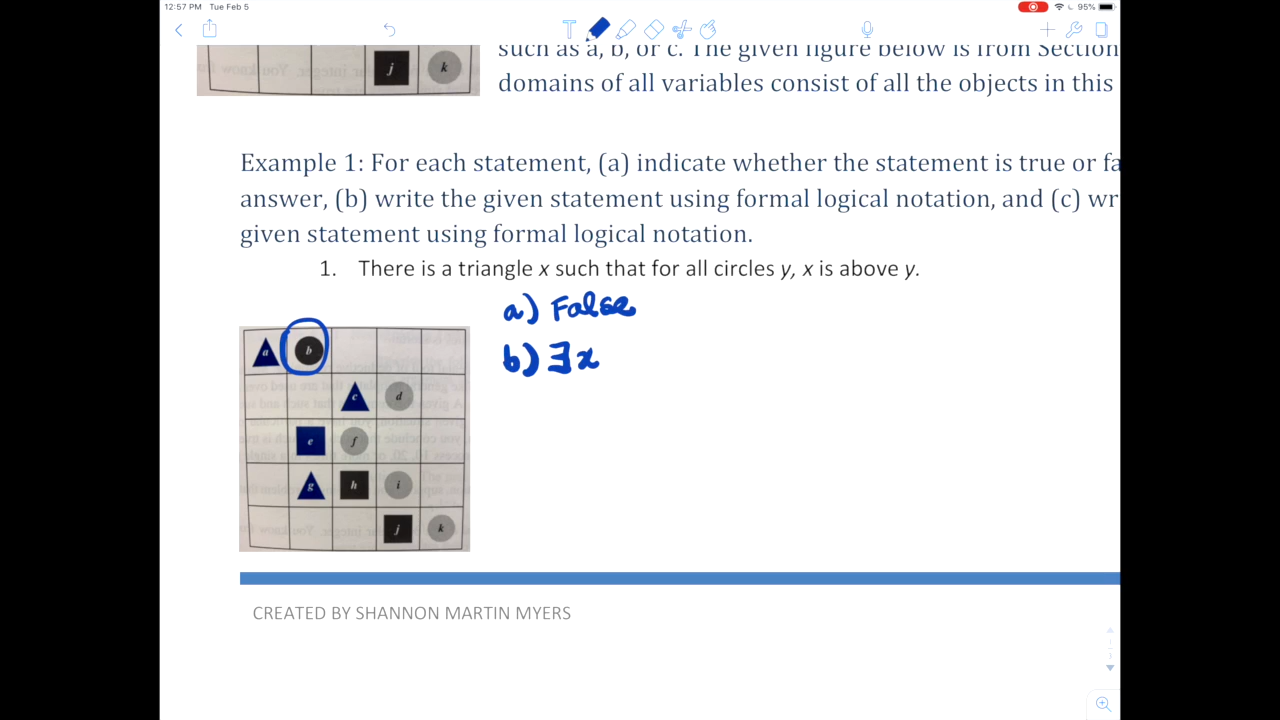 12:57 PM Tue Feb 5
95%
such as a, b, or c. The given figure below is from Section
j k
domains of all variables consist of all the objects in this
Example 1: For each statement, (a) indicate whether the statement is true or fa
answer, (b) write the given statement using formal logical notation, and (c) wr
given statement using formal logical notation.
1. There is a triangle x such that for all circles y, x is above y.
a) False
b) ∃x
a b
c d
e f
g h i
j k
CREATED BY SHANNON MARTIN MYERS